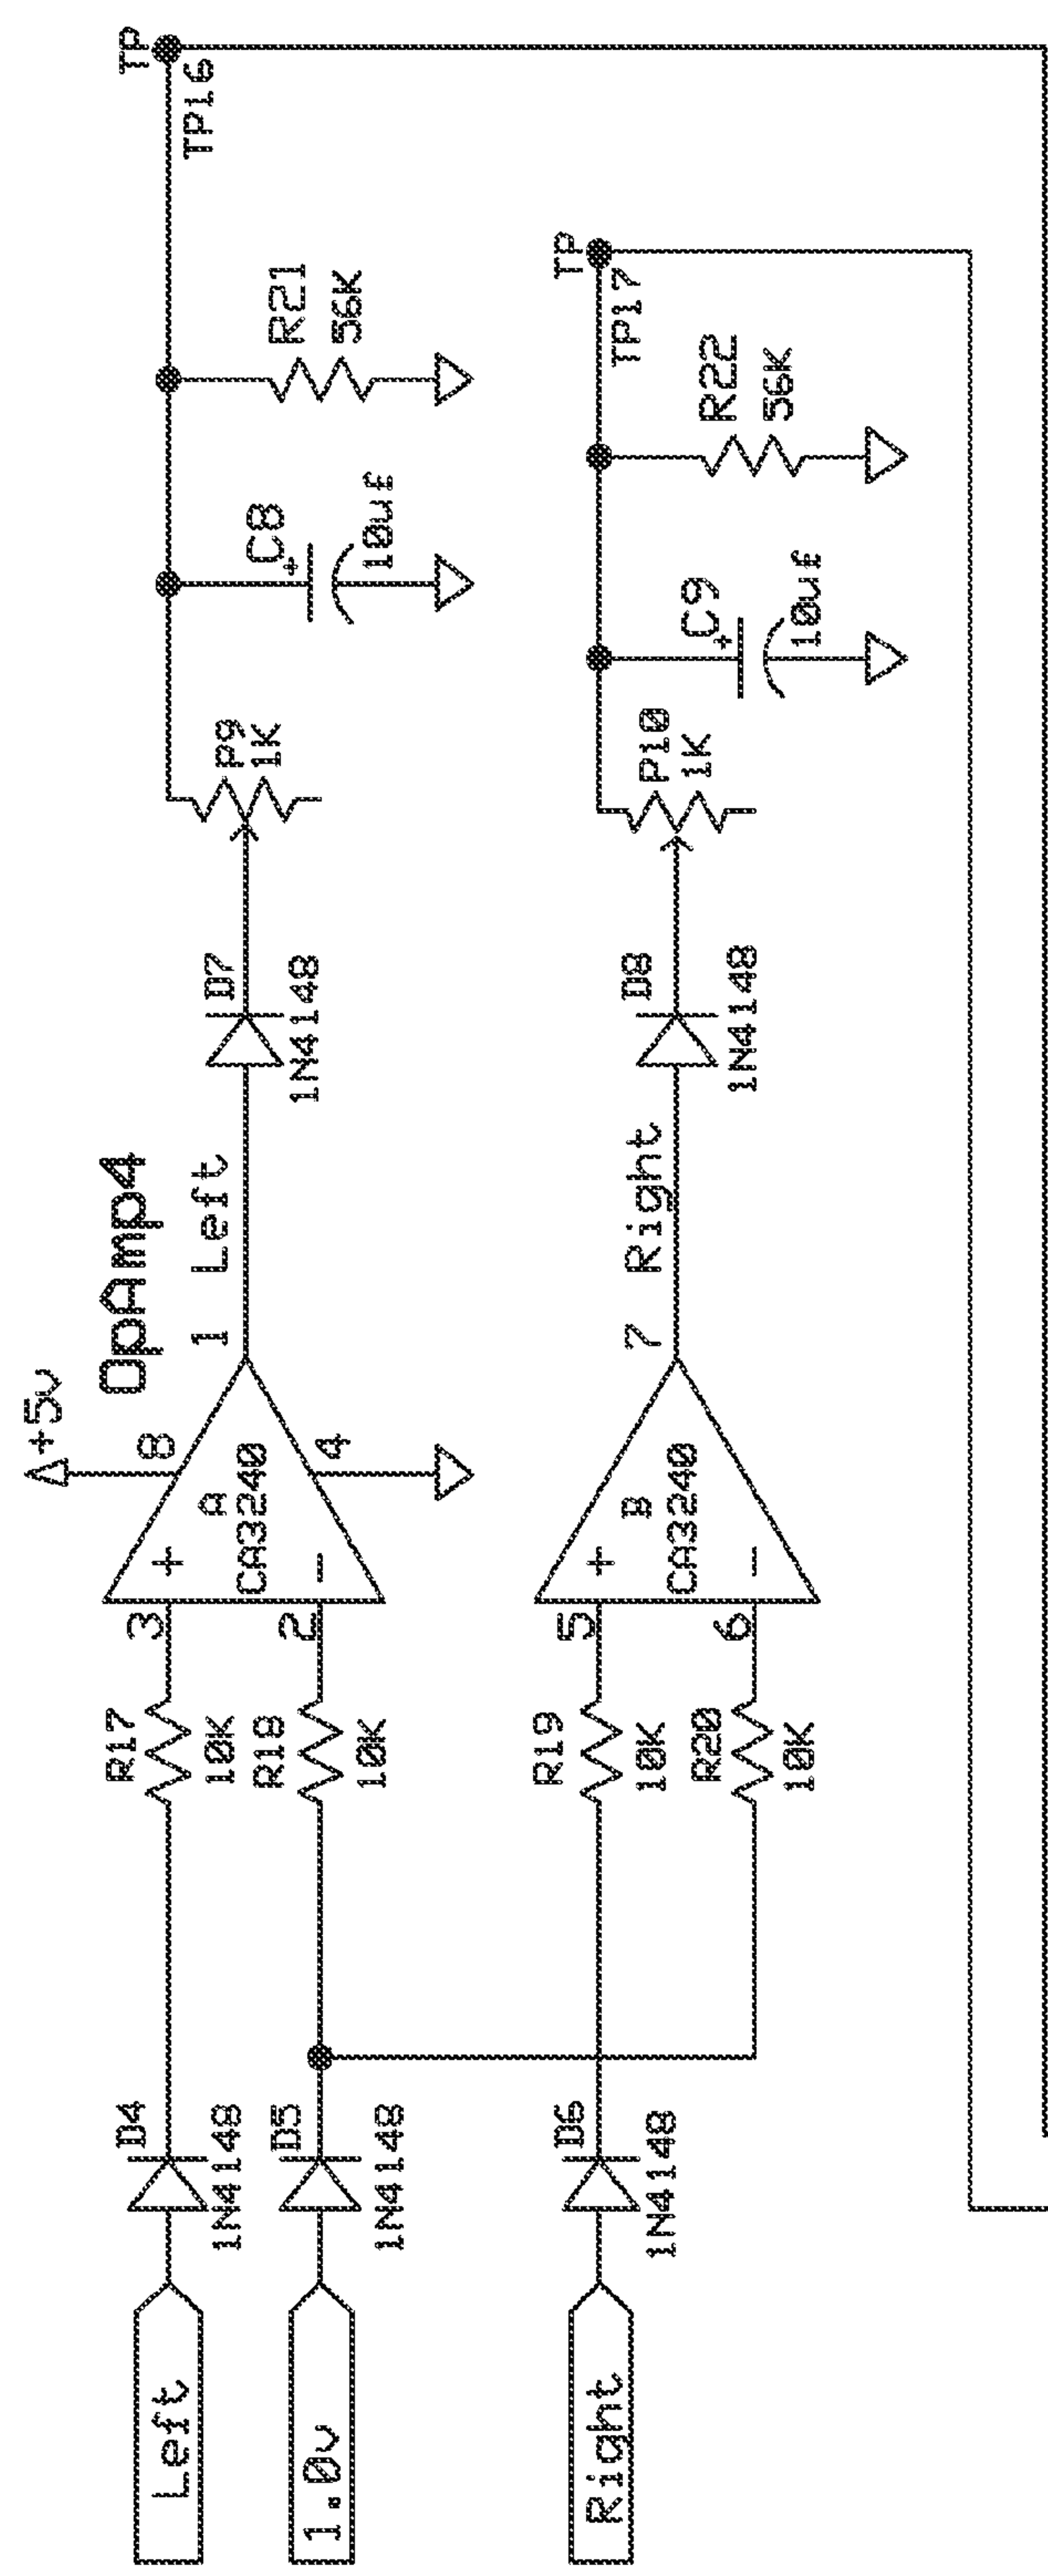 Left
1.0v
Right
D4
1N4148
D5
1N4148
D6
1N4148
R17
10K
R18
10K
R19
10K
R20
10K
+5v
OpAmp4
3
+
2
-
8
A
CA3240
4
1
Left
5
+
6
-
B
CA3240
7
Right
D7
1N4148
D8
1N4148
P9
1K
P10
1K
C8
+
10uf
C9
+
10uf
R21
56K
R22
56K
TP
TP16
TP
TP17